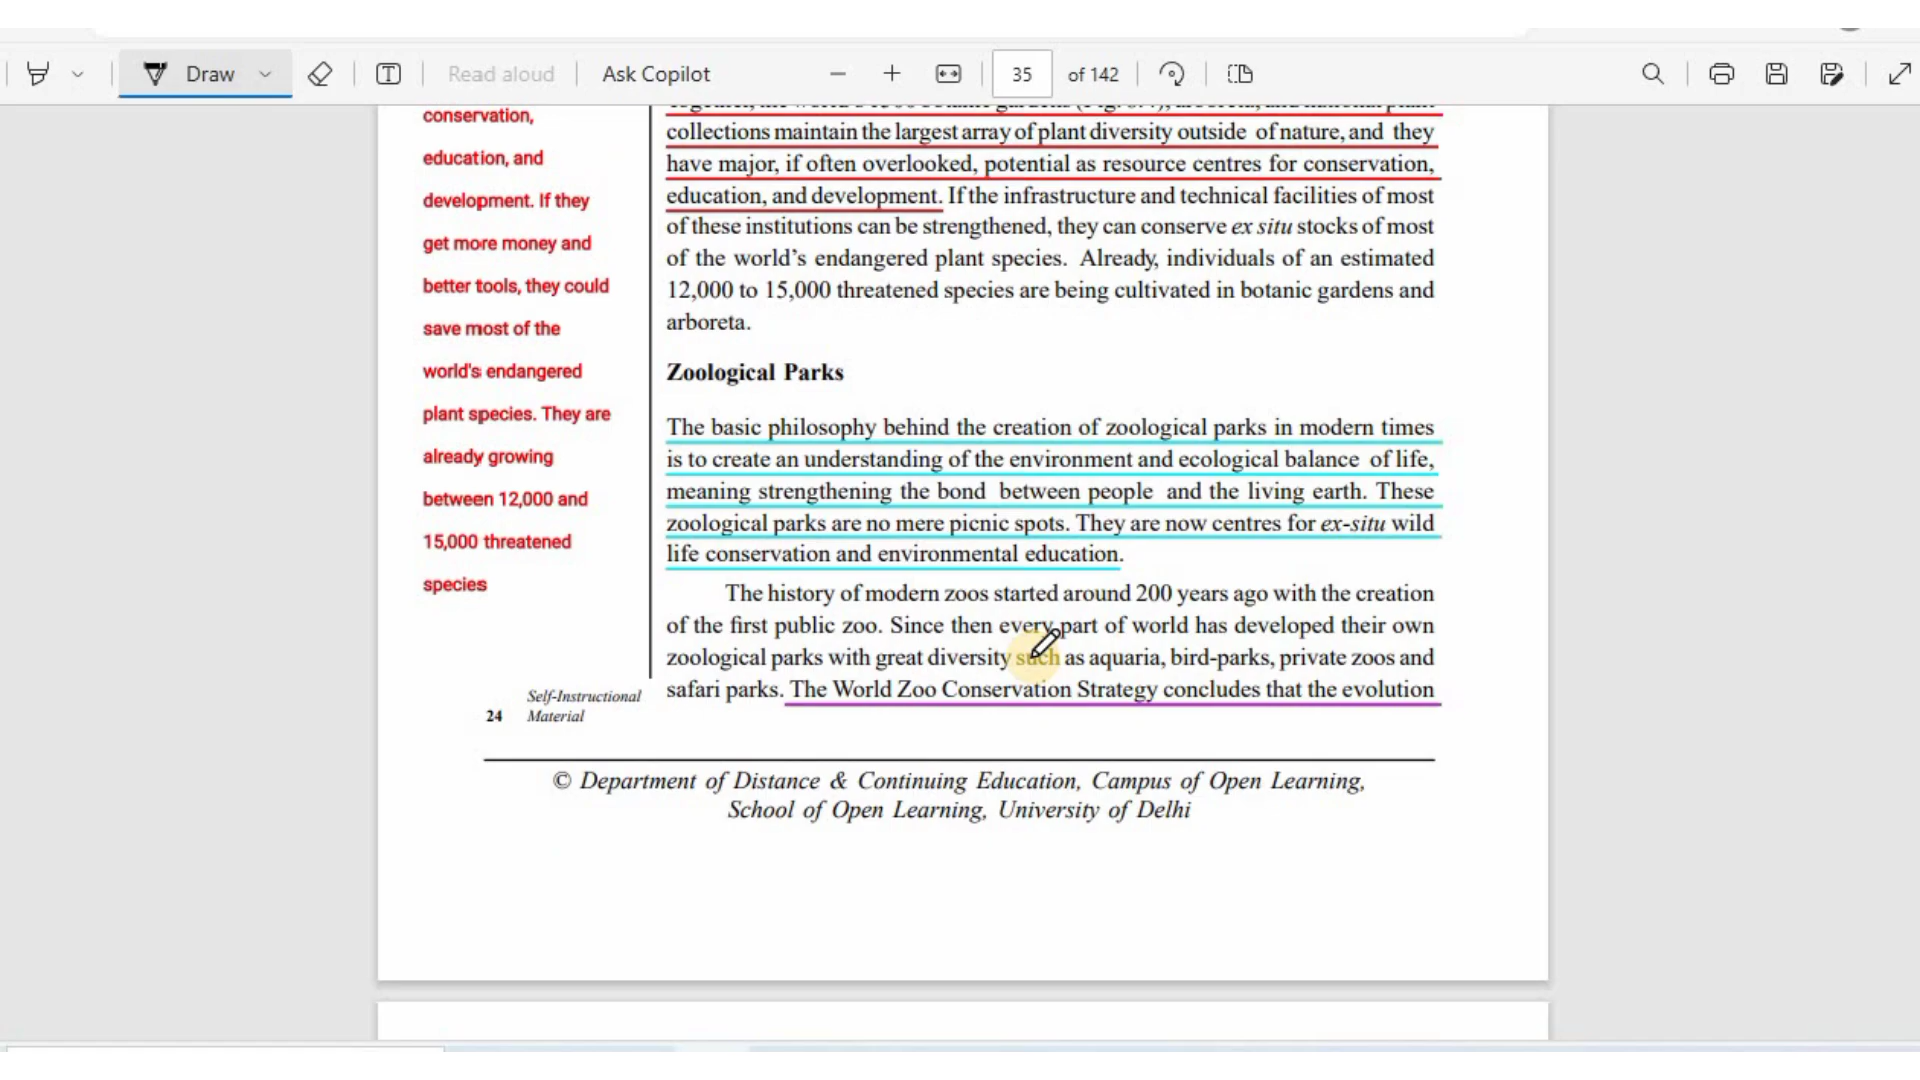 Draw
Read aloud
Ask Copilot
35
of 142
conservation,
education, and
development. If they
get more money and
better tools, they could
save most of the
world's endangered
plant species. They are
already growing
between 12,000 and
15,000 threatened
species
collections maintain the largest array of plant diversity outside of nature, and they
have major, if often overlooked, potential as resource centres for conservation,
education, and development. If the infrastructure and technical facilities of most
of these institutions can be strengthened, they can conserve ex situ stocks of most
of the world's endangered plant species. Already, individuals of an estimated
12,000 to 15,000 threatened species are being cultivated in botanic gardens and
arboreta.
Zoological Parks
The basic philosophy behind the creation of zoological parks in modern times
is to create an understanding of the environment and ecological balance of life,
meaning strengthening the bond between people and the living earth. These
zoological parks are no mere picnic spots. They are now centres for ex-situ wild
life conservation and environmental education.
The history of modern zoos started around 200 years ago with the creation
of the first public zoo. Since then every part of world has developed their own
zoological parks with great diversity such as aquaria, bird-parks, private zoos and
safari parks. The World Zoo Conservation Strategy concludes that the evolution
Self-Instructional
24 Material
© Department of Distance & Continuing Education, Campus of Open Learning,
School of Open Learning, University of Delhi